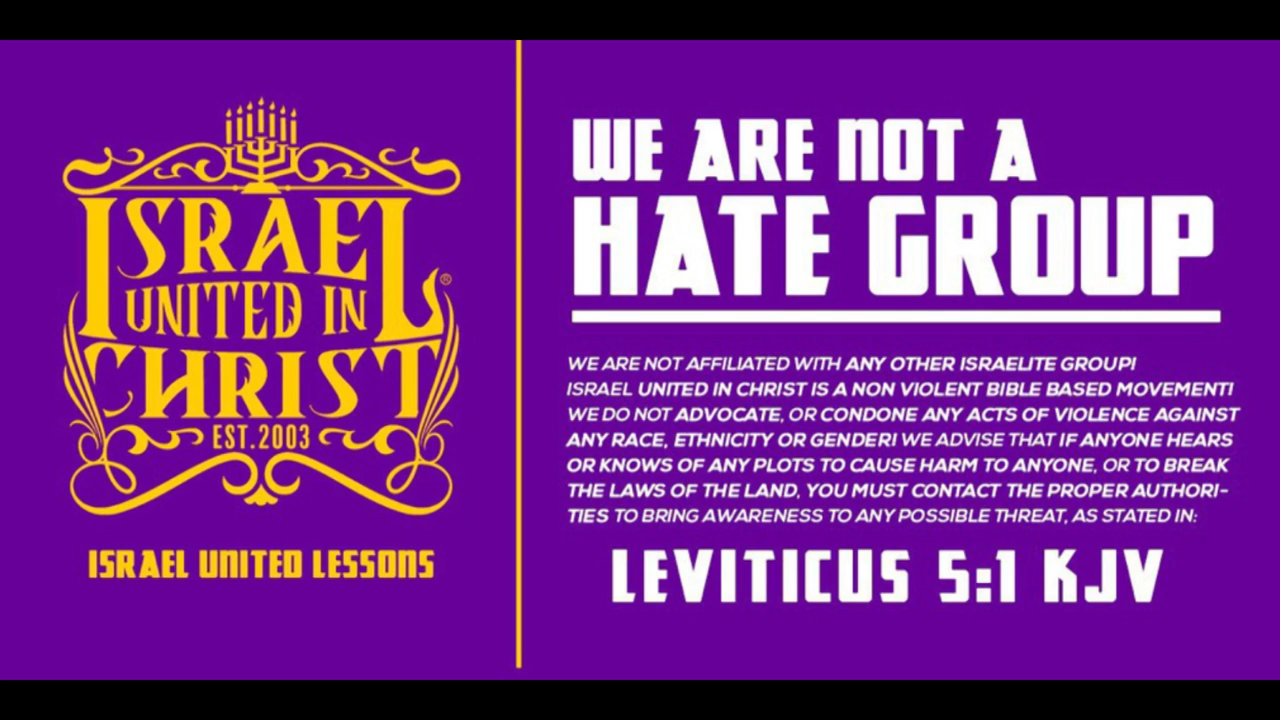 ISRAEL
UNITED IN
CHRIST®
EST. 2003
ISRAEL UNITED LESSONS
WE ARE NOT A
HATE GROUP
WE ARE NOT AFFILIATED WITH ANY OTHER ISRAELITE GROUP!
ISRAEL UNITED IN CHRIST IS A NON VIOLENT BIBLE BASED MOVEMENT!
WE DO NOT ADVOCATE, OR CONDONE ANY ACTS OF VIOLENCE AGAINST
ANY RACE, ETHNICITY OR GENDER! WE ADVISE THAT IF ANYONE HEARS
OR KNOWS OF ANY PLOTS TO CAUSE HARM TO ANYONE, OR TO BREAK
THE LAWS OF THE LAND, YOU MUST CONTACT THE PROPER AUTHORI-
TIES TO BRING AWARENESS TO ANY POSSIBLE THREAT, AS STATED IN:
LEVITICUS 5:1 KJV